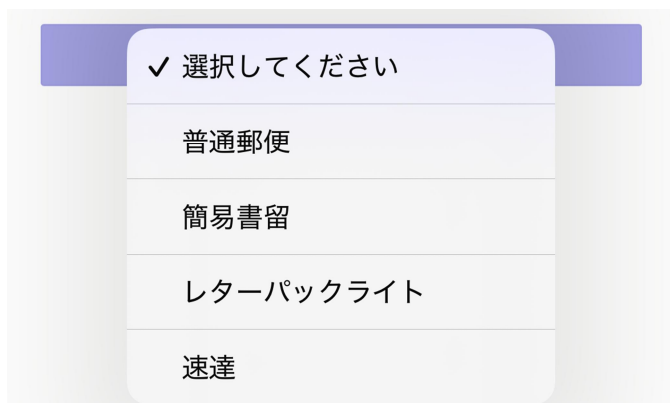 選択してください
普通郵便
簡易書留
レターパックライト
速達